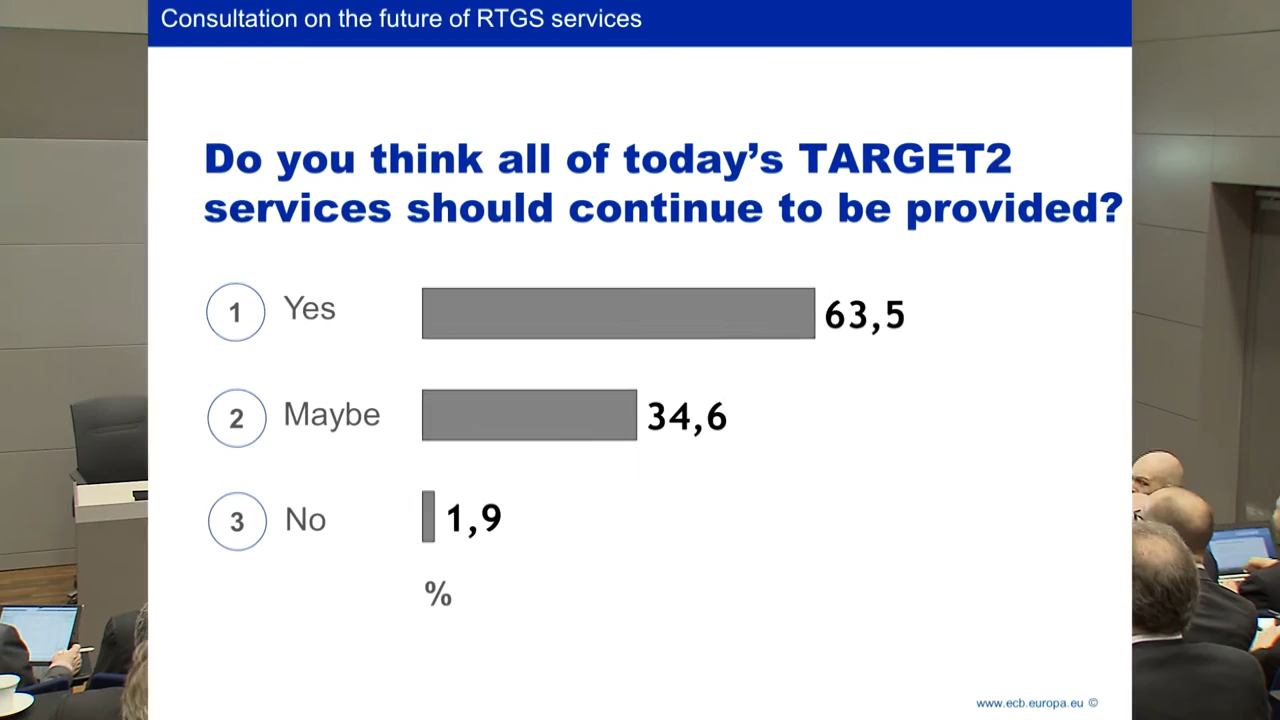 Consultation on the future of RTGS services
Do you think all of today’s TARGET2
services should continue to be provided?
1 Yes 63,5
2 Maybe 34,6
3 No 1,9
%
www.ecb.europa.eu ©